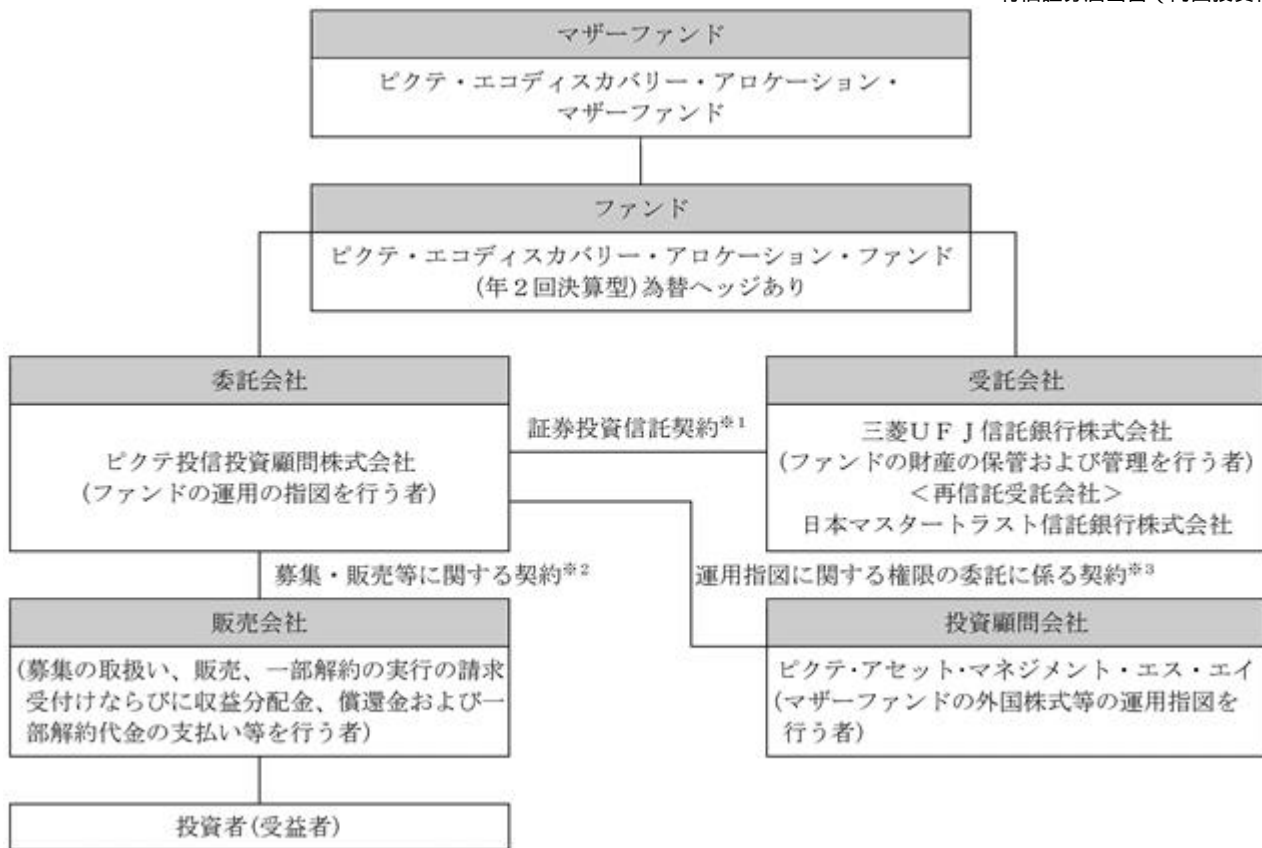 マザーファンド
ピクテ・エコディスカバリー・アロケーション・
マザーファンド
ファンド
ピクテ・エコディスカバリー・アロケーション・ファンド
(年２回決算型)為替ヘッジあり
委託会社
ピクテ投信投資顧問株式会社
(ファンドの運用の指図を行う者)
証券投資信託契約※1
受託会社
三菱ＵＦＪ信託銀行株式会社
(ファンドの財産の保管および管理を行う者)
＜再信託受託会社＞
日本マスタートラスト信託銀行株式会社
募集・販売等に関する契約※2
運用指図に関する権限の委託に係る契約※3
販売会社
(募集の取扱い、販売、一部解約の実行の請求
受付けならびに収益分配金、償還金および一
部解約代金の支払い等を行う者)
投資顧問会社
ピクテ・アセット・マネジメント・エス・エイ
(マザーファンドの外国株式等の運用指図を
行う者)
投資者(受益者)